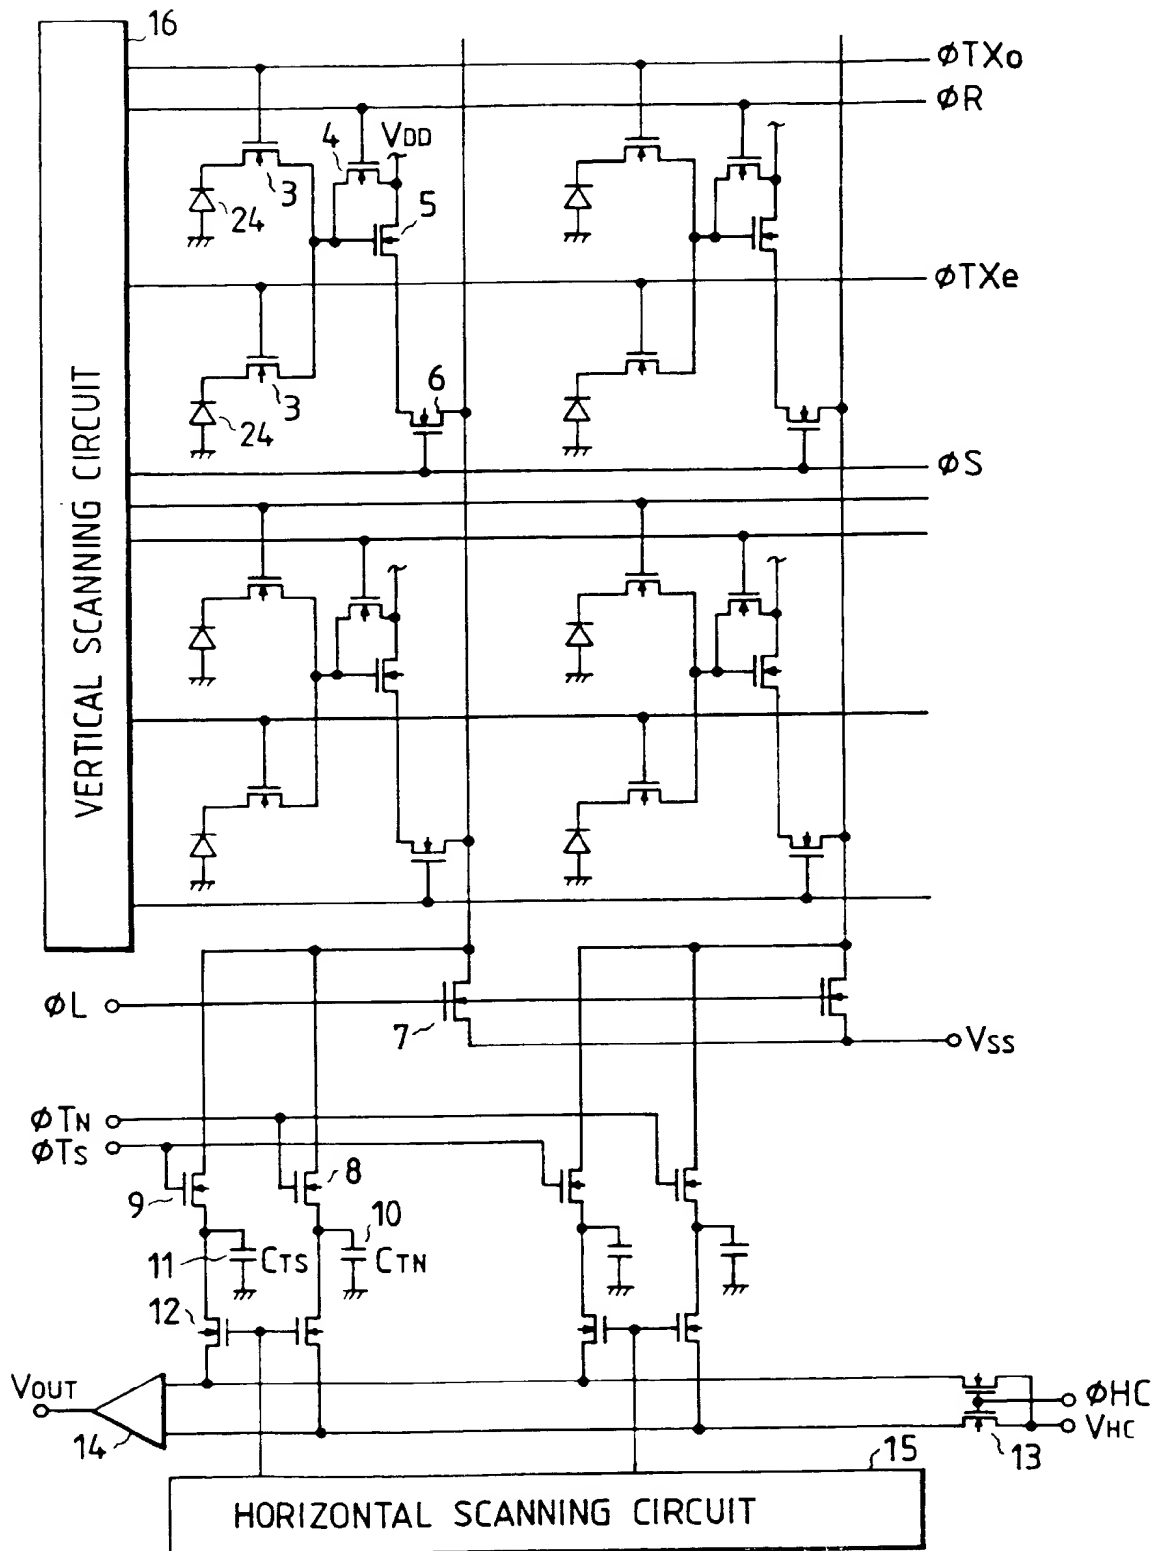 16
φTXo
φR
4
VDD
3
24
5
φTXe
VERTICAL SCANNING CIRCUIT
6
3
24
φS
φL
7
VSS
φTN
φTS
9
8
11
CTS
10
CTN
12
VOUT
14
φHC
VHC
13
15
HORIZONTAL SCANNING CIRCUIT